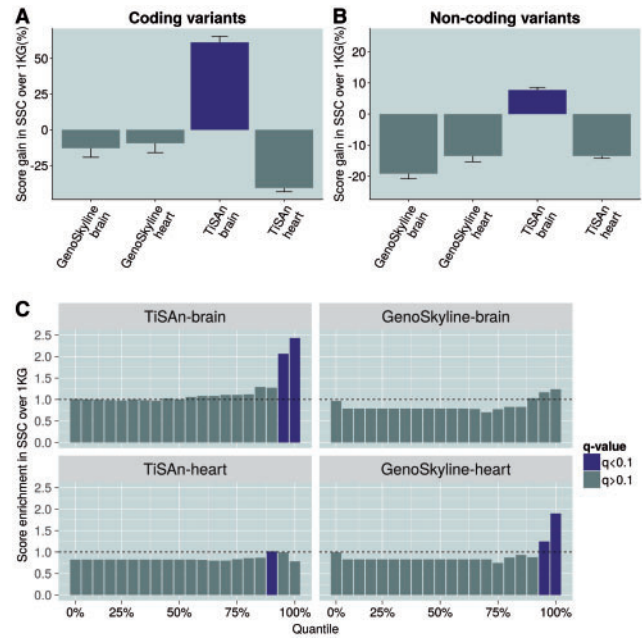 A
Coding variants
Score gain in SSC over 1KG(%)
50
25
0
-25
GenoSkyline
brain
GenoSkyline
heart
TiSAn
brain
TiSAn
heart
B
Non-coding variants
Score gain in SSC over 1KG(%)
20
10
0
-10
-20
GenoSkyline
brain
GenoSkyline
heart
TiSAn
brain
TiSAn
heart
C
Score enrichment in SSC over 1KG
TiSAn-brain
GenoSkyline-brain
2.5
2.0
1.5
1.0
0.5
0.0
TiSAn-heart
GenoSkyline-heart
2.5
2.0
1.5
1.0
0.5
0.0
0% 25% 50% 75% 100% 0% 25% 50% 75% 100%
Quantile
q-value
q<0.1
q>0.1